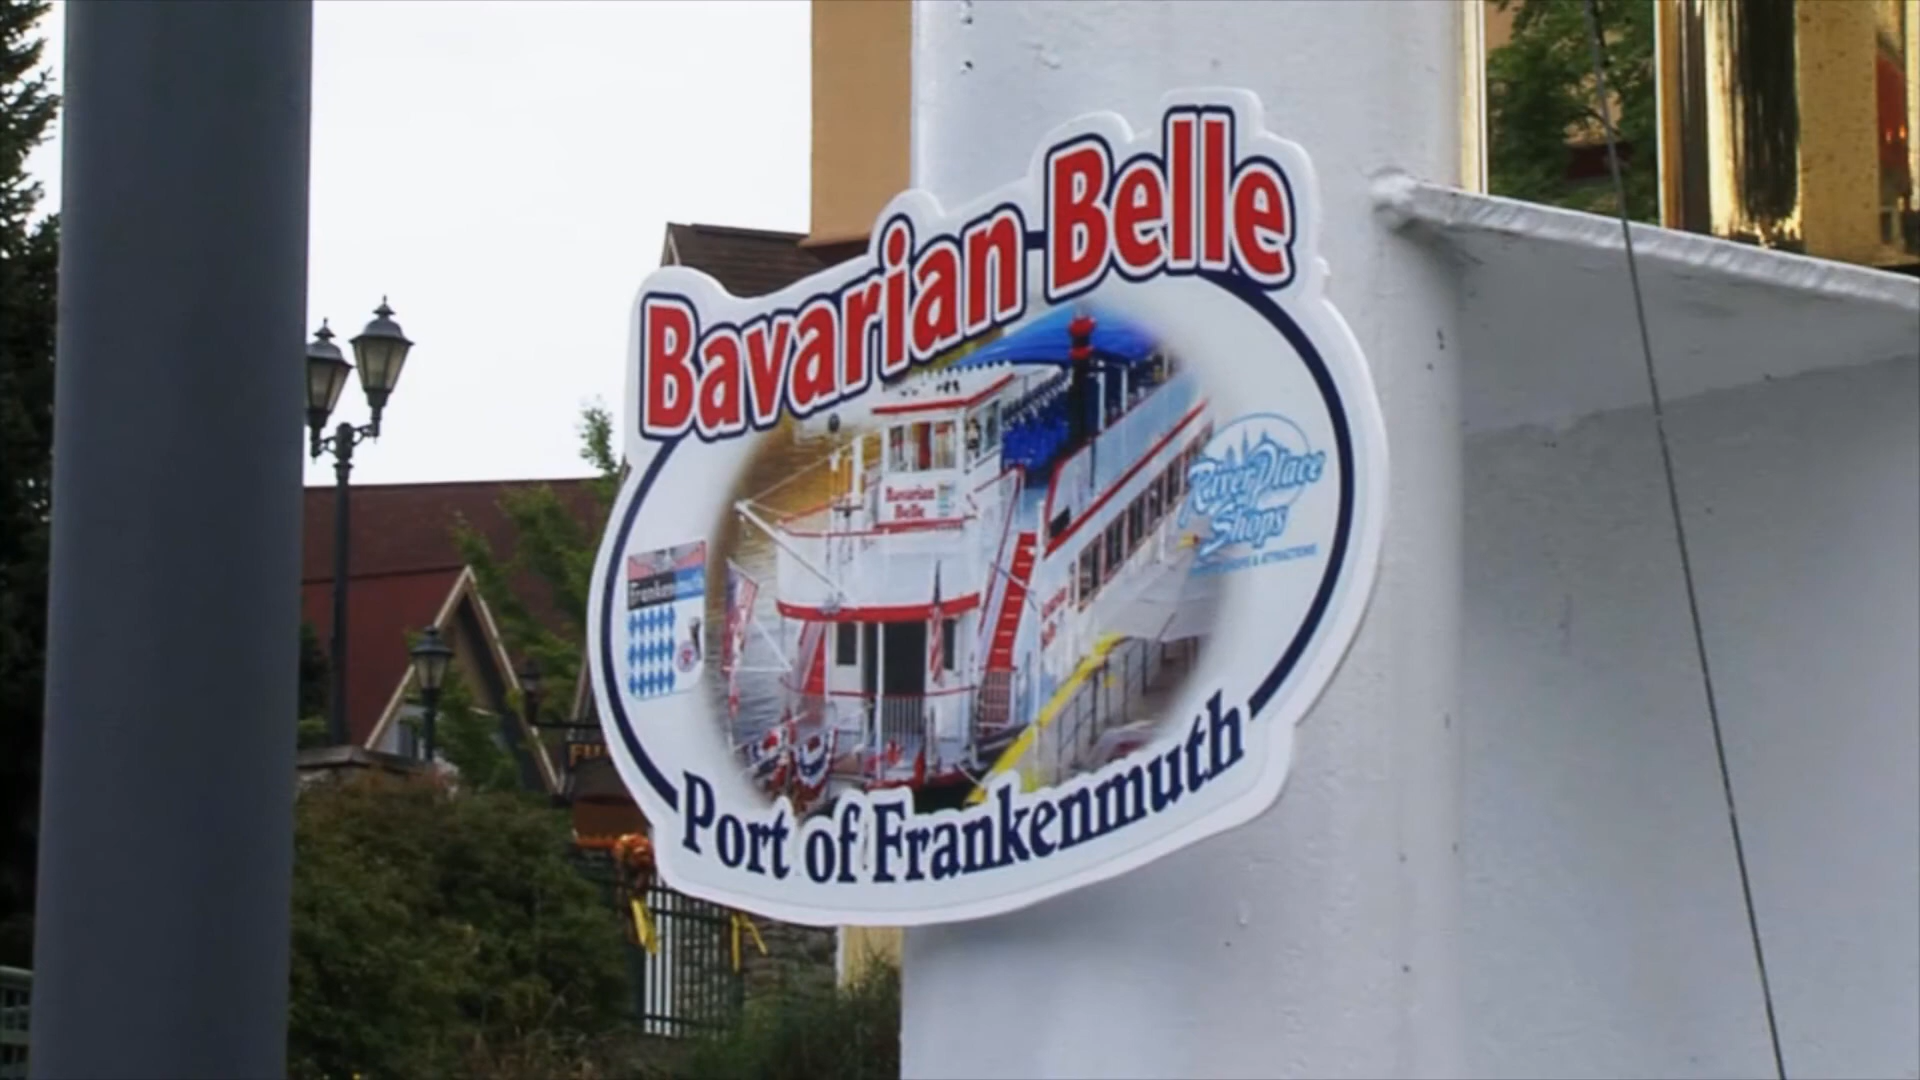 Bavarian Belle
Bavarian
Belle
River Place
Shops
Frankenmuth
Port of Frankenmuth